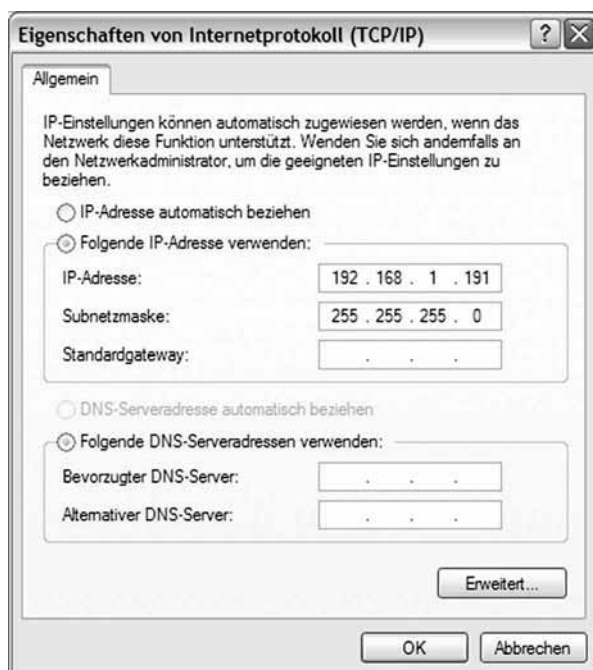 Eigenschaften von Internetprotokoll (TCP/IP)
Allgemein
IP-Einstellungen können automatisch zugewiesen werden, wenn das
Netzwerk diese Funktion unterstützt. Wenden Sie sich andernfalls an
den Netzwerkadministrator, um die geeigneten IP-Einstellungen zu
beziehen.
IP-Adresse automatisch beziehen
Folgende IP-Adresse verwenden:
IP-Adresse: 192 . 168 . 1 . 191
Subnetzmaske: 255 . 255 . 255 . 0
Standardgateway: . . .
DNS-Serveradresse automatisch beziehen
Folgende DNS-Serveradressen verwenden:
Bevorzugter DNS-Server: . . .
Alternativer DNS-Server: . . .
Erweitert...
OK Abbrechen